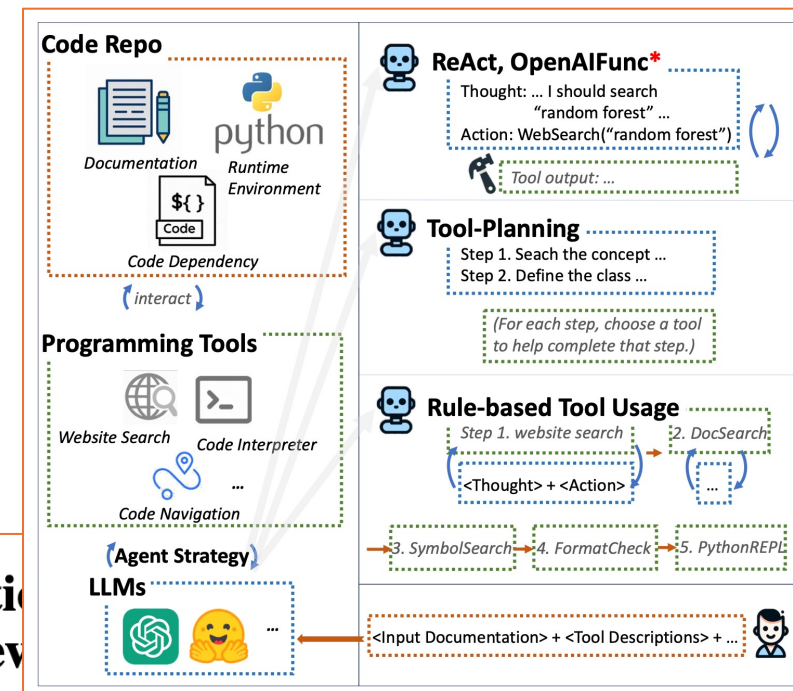 Code Repo
python
Documentation
Runtime
Environment
${}
Code
Code Dependency
interact
Programming Tools
Website Search
Code Interpreter
...
Code Navigation
Agent Strategy
LLMs
...
ReAct, OpenAIFunc*
Thought: ... I should search
“random forest” ...
Action: WebSearch(“random forest”)
Tool output: ...
Tool-Planning
Step 1. Seach the concept ...
Step 2. Define the class ...
(For each step, choose a tool
to help complete that step.)
Rule-based Tool Usage
Step 1. website search
2. DocSearch
<Thought> + <Action>
...
3. SymbolSearch
4. FormatCheck
5. PythonREPL
<Input Documentation> + <Tool Descriptions> + ...